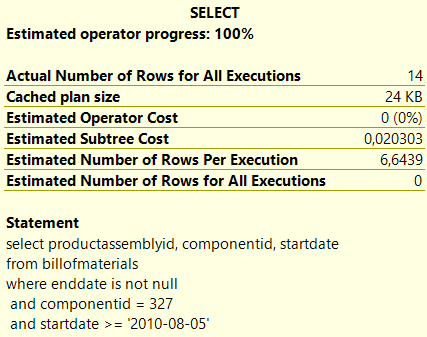 SELECT
Estimated operator progress: 100%
Actual Number of Rows for All Executions 14
Cached plan size 24 KB
Estimated Operator Cost 0 (0%)
Estimated Subtree Cost 0,020303
Estimated Number of Rows Per Execution 6,6439
Estimated Number of Rows for All Executions 0
Statement
select productassemblyid, componentid, startdate
from billofmaterials
where enddate is not null
and componentid = 327
and startdate >= '2010-08-05'